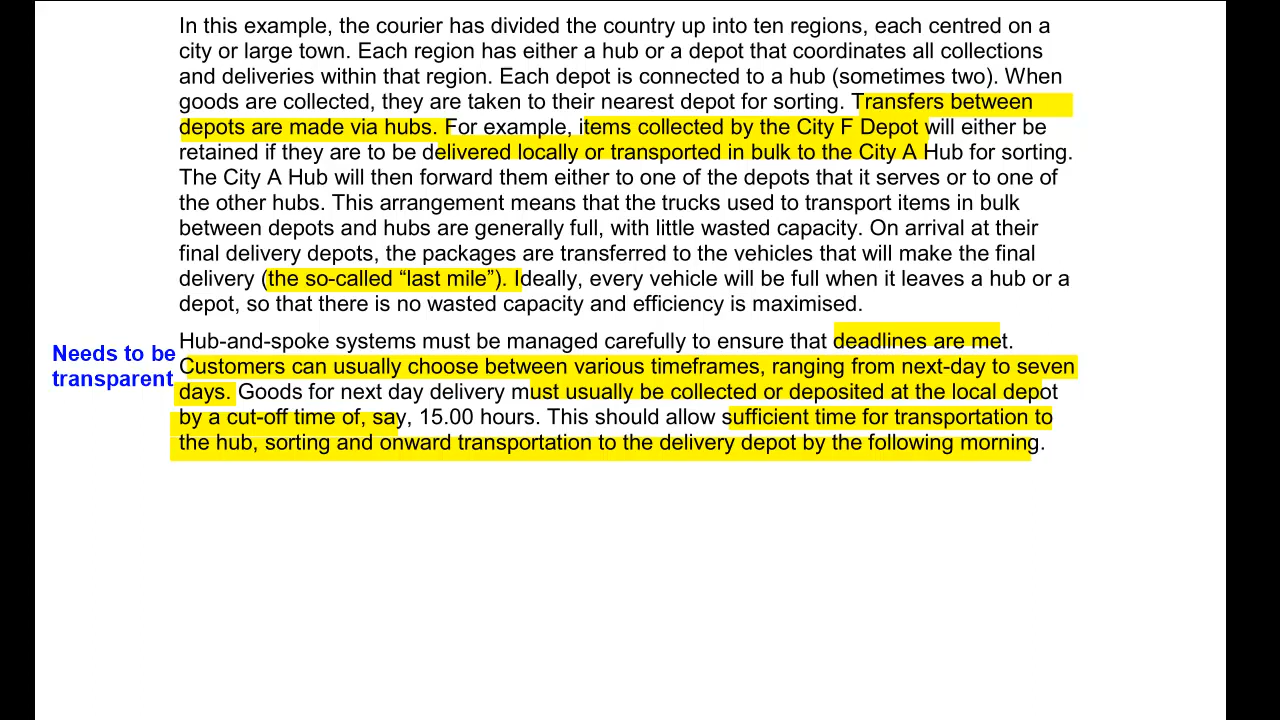 In this example, the courier has divided the country up into ten regions, each centred on a
city or large town. Each region has either a hub or a depot that coordinates all collections
and deliveries within that region. Each depot is connected to a hub (sometimes two). When
goods are collected, they are taken to their nearest depot for sorting. Transfers between
depots are made via hubs. For example, items collected by the City F Depot will either be
retained if they are to be delivered locally or transported in bulk to the City A Hub for sorting.
The City A Hub will then forward them either to one of the depots that it serves or to one of
the other hubs. This arrangement means that the trucks used to transport items in bulk
between depots and hubs are generally full, with little wasted capacity. On arrival at their
final delivery depots, the packages are transferred to the vehicles that will make the final
delivery (the so-called “last mile”). Ideally, every vehicle will be full when it leaves a hub or a
depot, so that there is no wasted capacity and efficiency is maximised.
Hub-and-spoke systems must be managed carefully to ensure that deadlines are met.
Needs to be
transparent
Customers can usually choose between various timeframes, ranging from next-day to seven
days. Goods for next day delivery must usually be collected or deposited at the local depot
by a cut-off time of, say, 15.00 hours. This should allow sufficient time for transportation to
the hub, sorting and onward transportation to the delivery depot by the following morning.